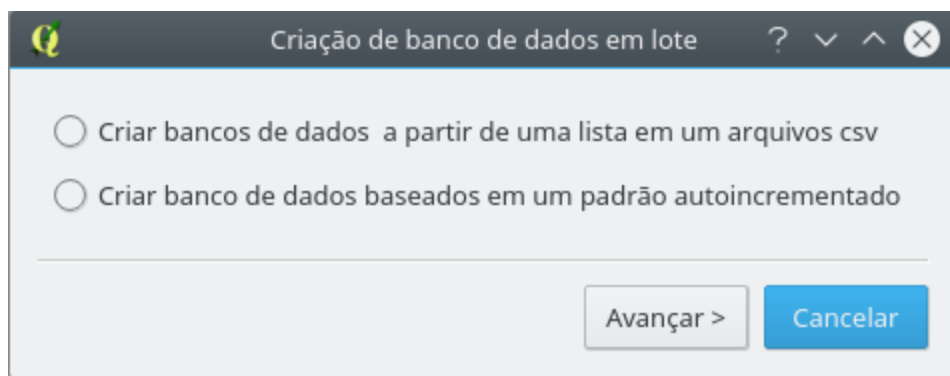 Criação de banco de dados em lote
Criar bancos de dados  a partir de uma lista em um arquivos csv
Criar banco de dados baseados em um padrão autoincrementado
Avançar >
Cancelar